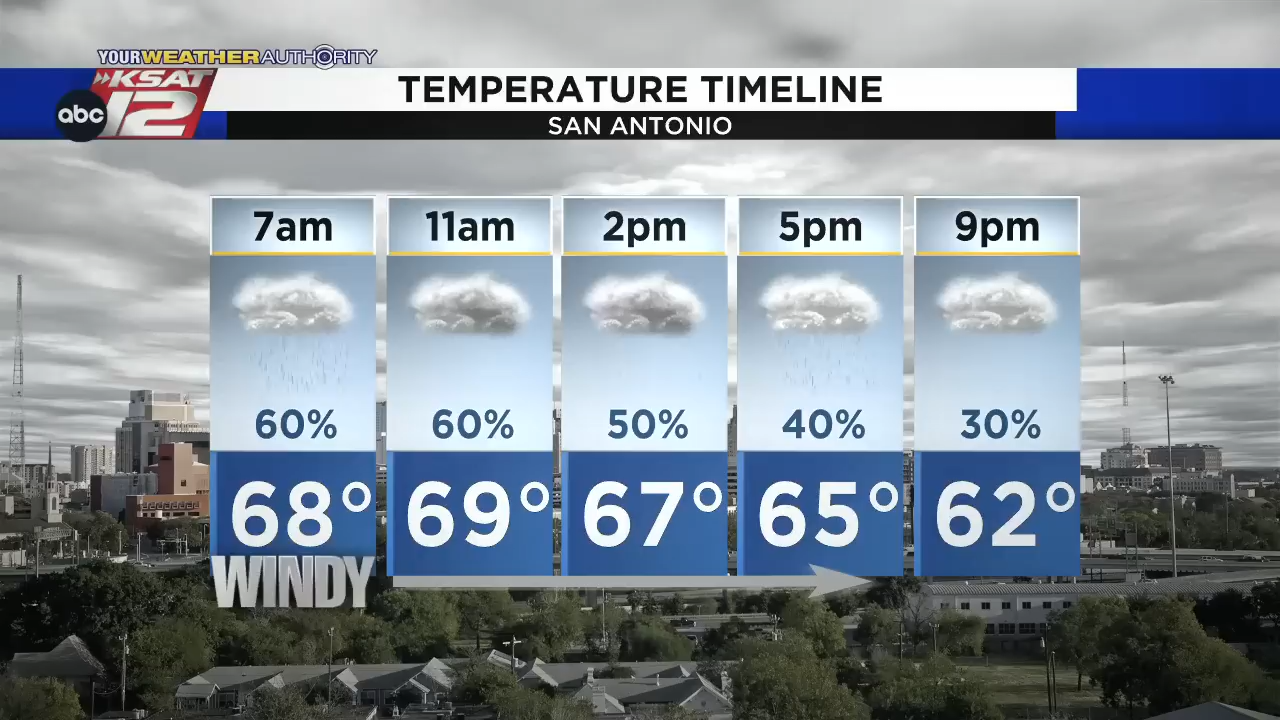 YOURWEATHERAUTHORITY
KSAT
abc 12
TEMPERATURE TIMELINE
SAN ANTONIO
7am 11am 2pm 5pm 9pm
60% 60% 50% 40% 30%
68° 69° 67° 65° 62°
WINDY